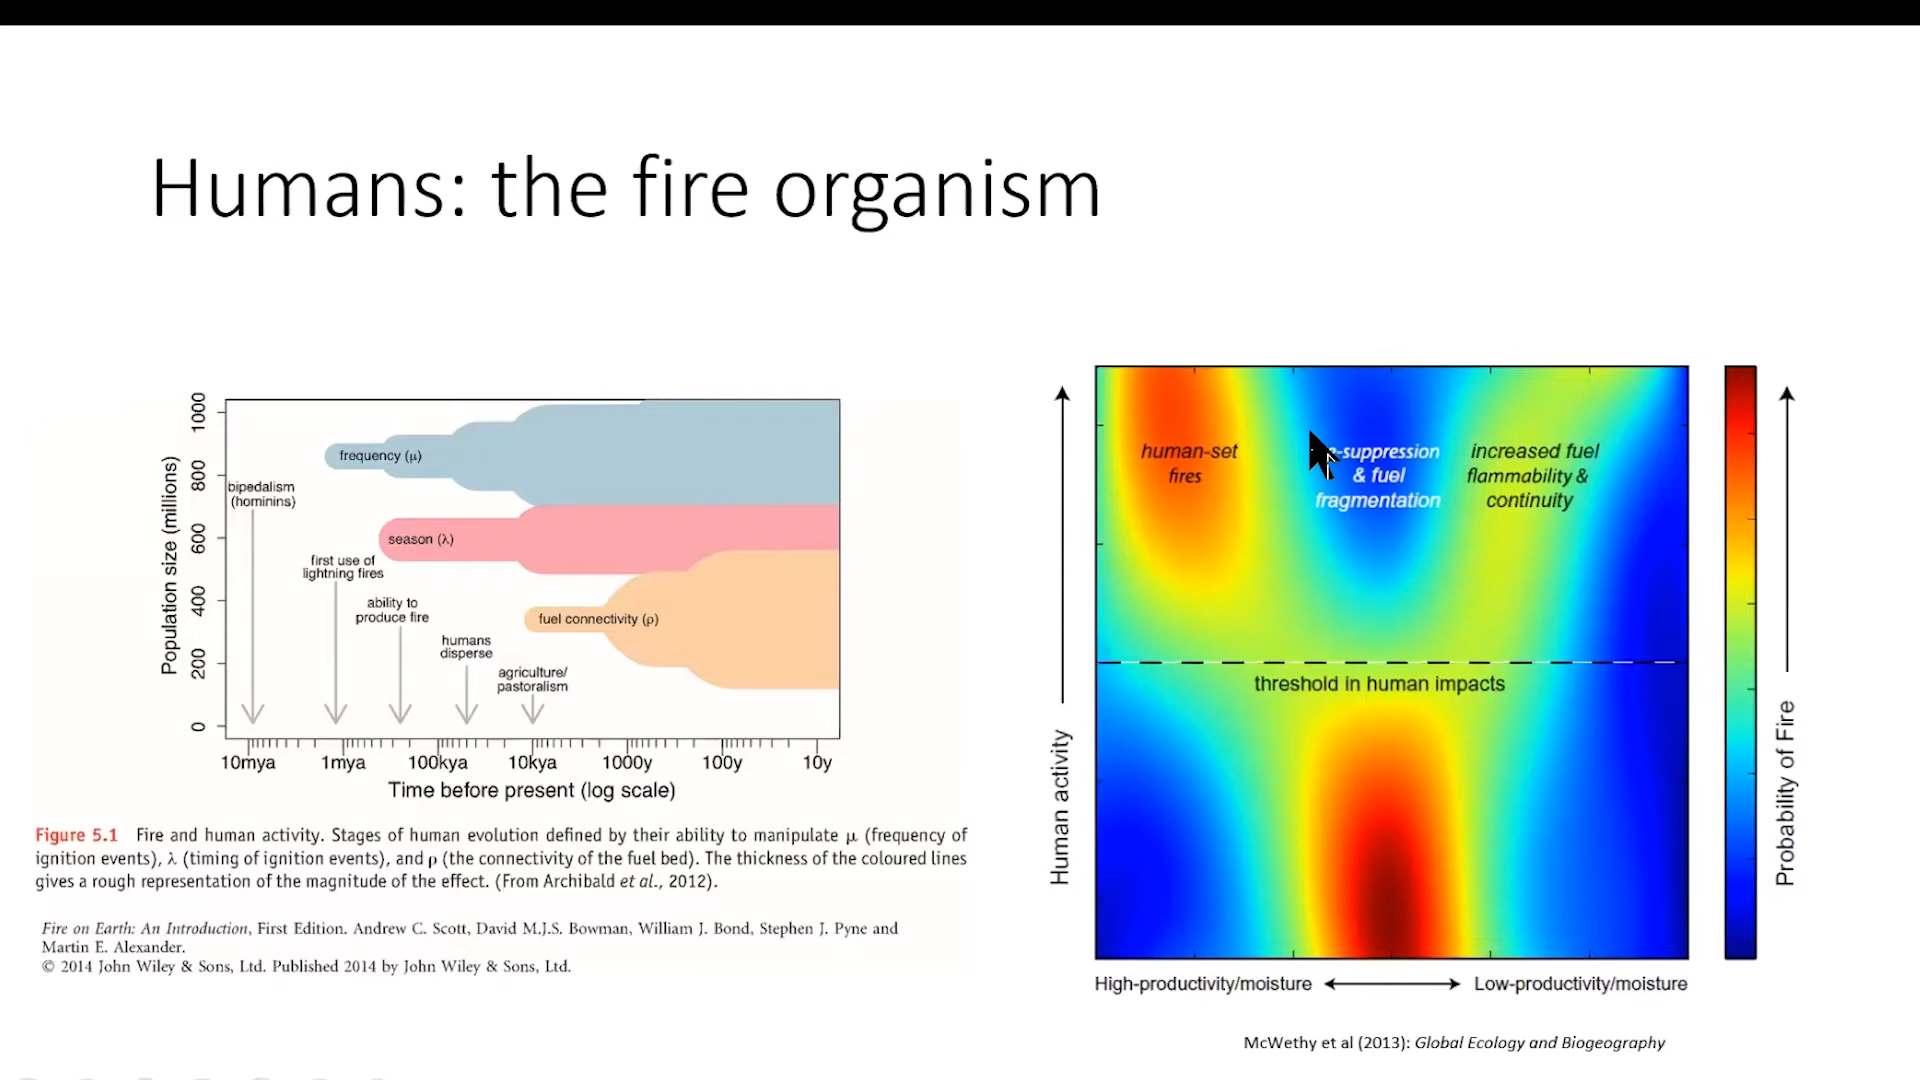 Humans: the fire organism
1000
800
600
400
200
0
Population size (millions)
frequency (μ)
bipedalism
(hominins)
season (λ)
first use of
lightning fires
ability to
produce fire
fuel connectivity (ρ)
humans
disperse
agriculture/
pastoralism
10mya 1mya 100kya 10kya 1000y 100y 10y
Time before present (log scale)
Figure 5.1 Fire and human activity. Stages of human evolution defined by their ability to manipulate μ (frequency of
ignition events), λ (timing of ignition events), and ρ (the connectivity of the fuel bed). The thickness of the coloured lines
gives a rough representation of the magnitude of the effect. (From Archibald et al., 2012).
Fire on Earth: An Introduction, First Edition. Andrew C. Scott, David M.J.S. Bowman, William J. Bond, Stephen J. Pyne and
Martin E. Alexander.
© 2014 John Wiley & Sons, Ltd. Published 2014 by John Wiley & Sons, Ltd.
Human activity
human-set
fires
-suppression
& fuel
fragmentation
increased fuel
flammability &
continuity
threshold in human impacts
High-productivity/moisture Low-productivity/moisture
Probability of Fire
McWethy et al (2013): Global Ecology and Biogeography